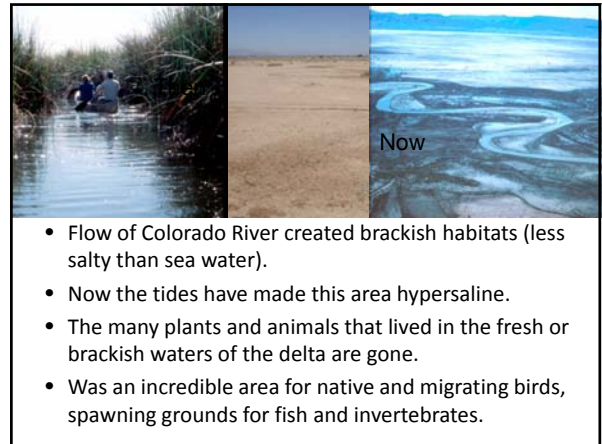 Now
• Flow of Colorado River created brackish habitats (less
salty than sea water).
• Now the tides have made this area hypersaline.
• The many plants and animals that lived in the fresh or
brackish waters of the delta are gone.
• Was an incredible area for native and migrating birds,
spawning grounds for fish and invertebrates.